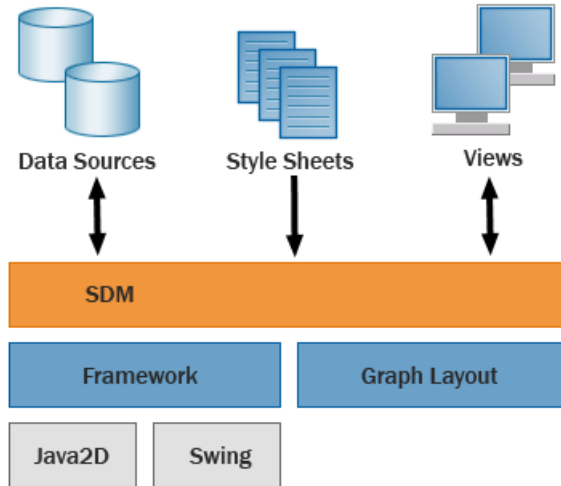 Data Sources
Style Sheets
Views
SDM
Framework
Graph Layout
Java2D
Swing